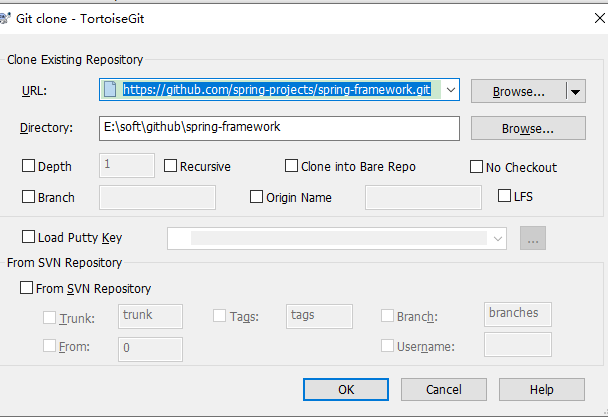 Git clone - TortoiseGit
Clone Existing Repository
URL: https://github.com/spring-projects/spring-framework.git Browse...
Directory: E:\soft\github\spring-framework Browse...
Depth 1 Recursive Clone into Bare Repo No Checkout
Branch Origin Name LFS
Load Putty Key ...
From SVN Repository
From SVN Repository
Trunk: trunk Tags: tags Branch: branches
From: 0 Username:
OK Cancel Help